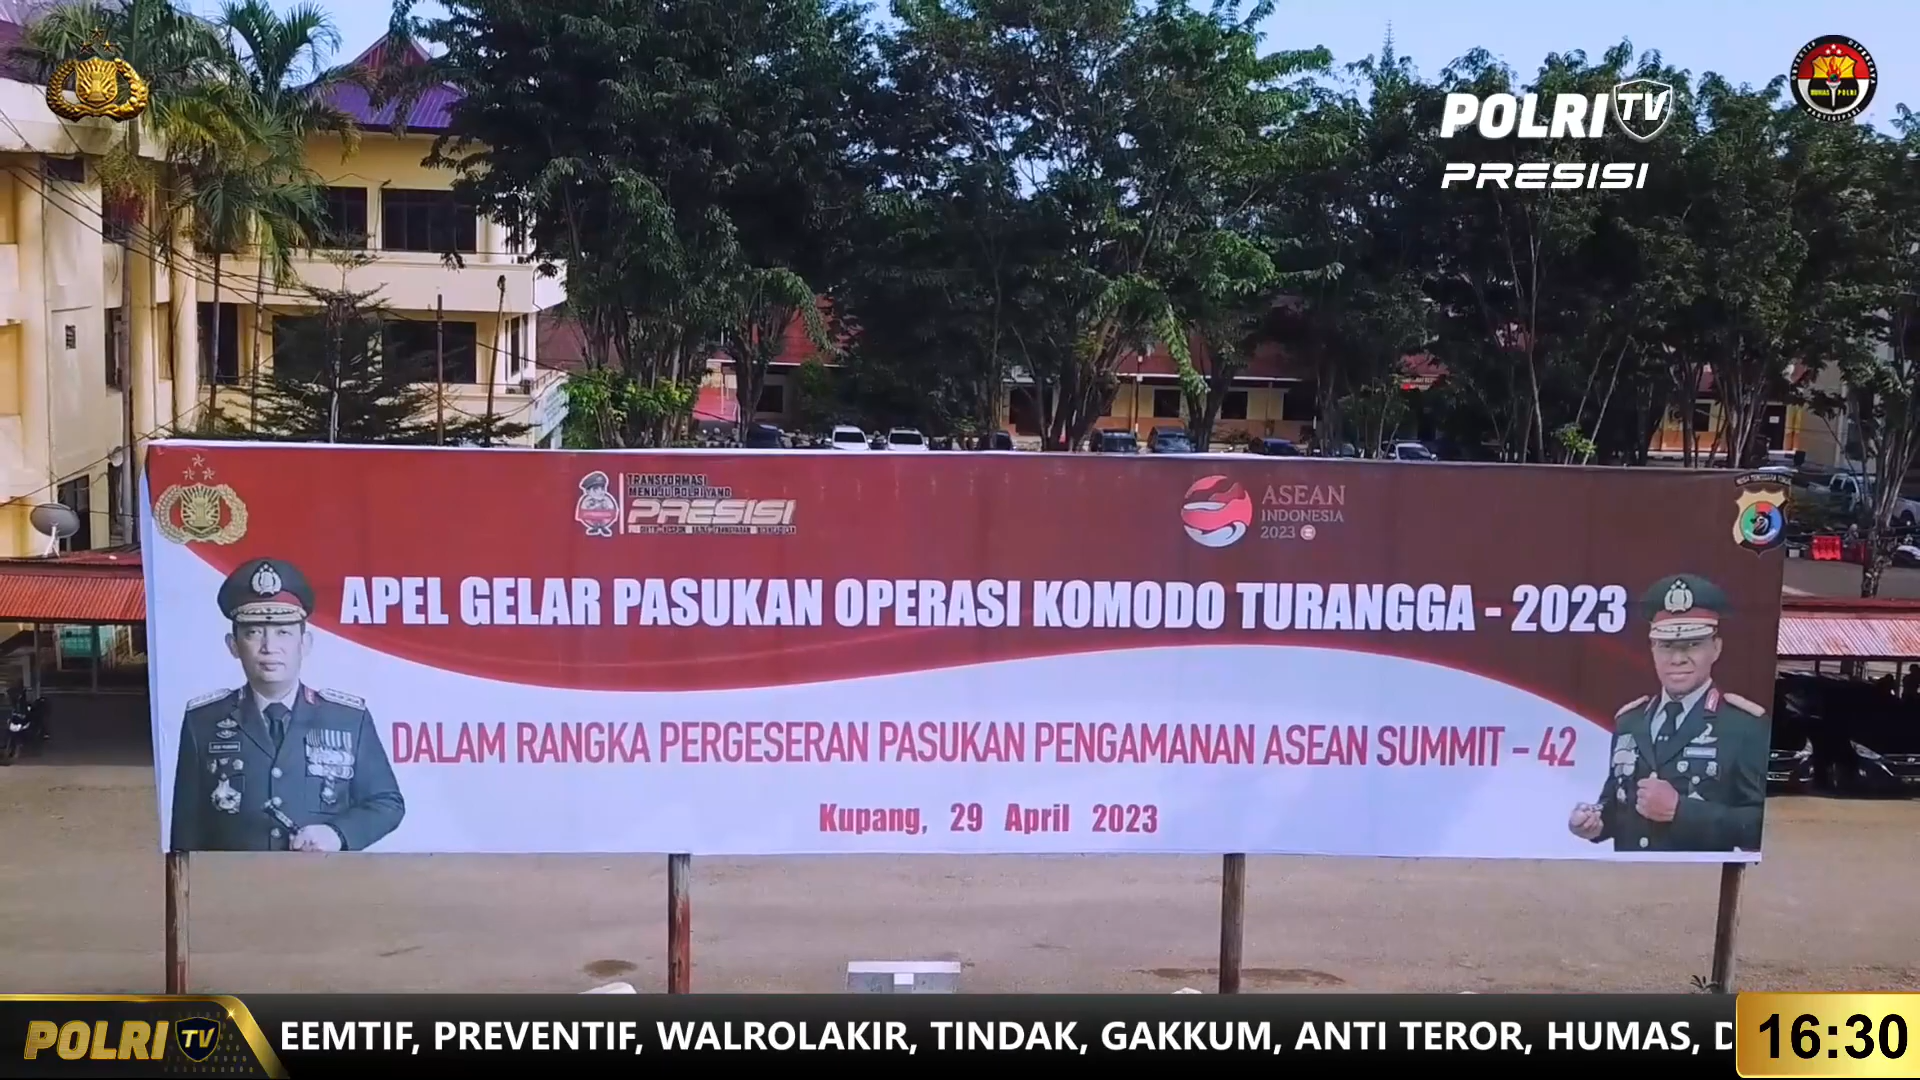 POLRI TV
PRESISI
TRANSFORMASI
MENUJU POLRI YANG
PRESISI
ASEAN
INDONESIA
2023
APEL GELAR PASUKAN OPERASI KOMODO TURANGGA - 2023
DALAM RANGKA PERGESERAN PASUKAN PENGAMANAN ASEAN SUMMIT – 42
Kupang, 29 April 2023
POLRI TV
EEMTIF, PREVENTIF, WALROLAKIR, TINDAK, GAKKUM, ANTI TEROR, HUMAS, D
16:30